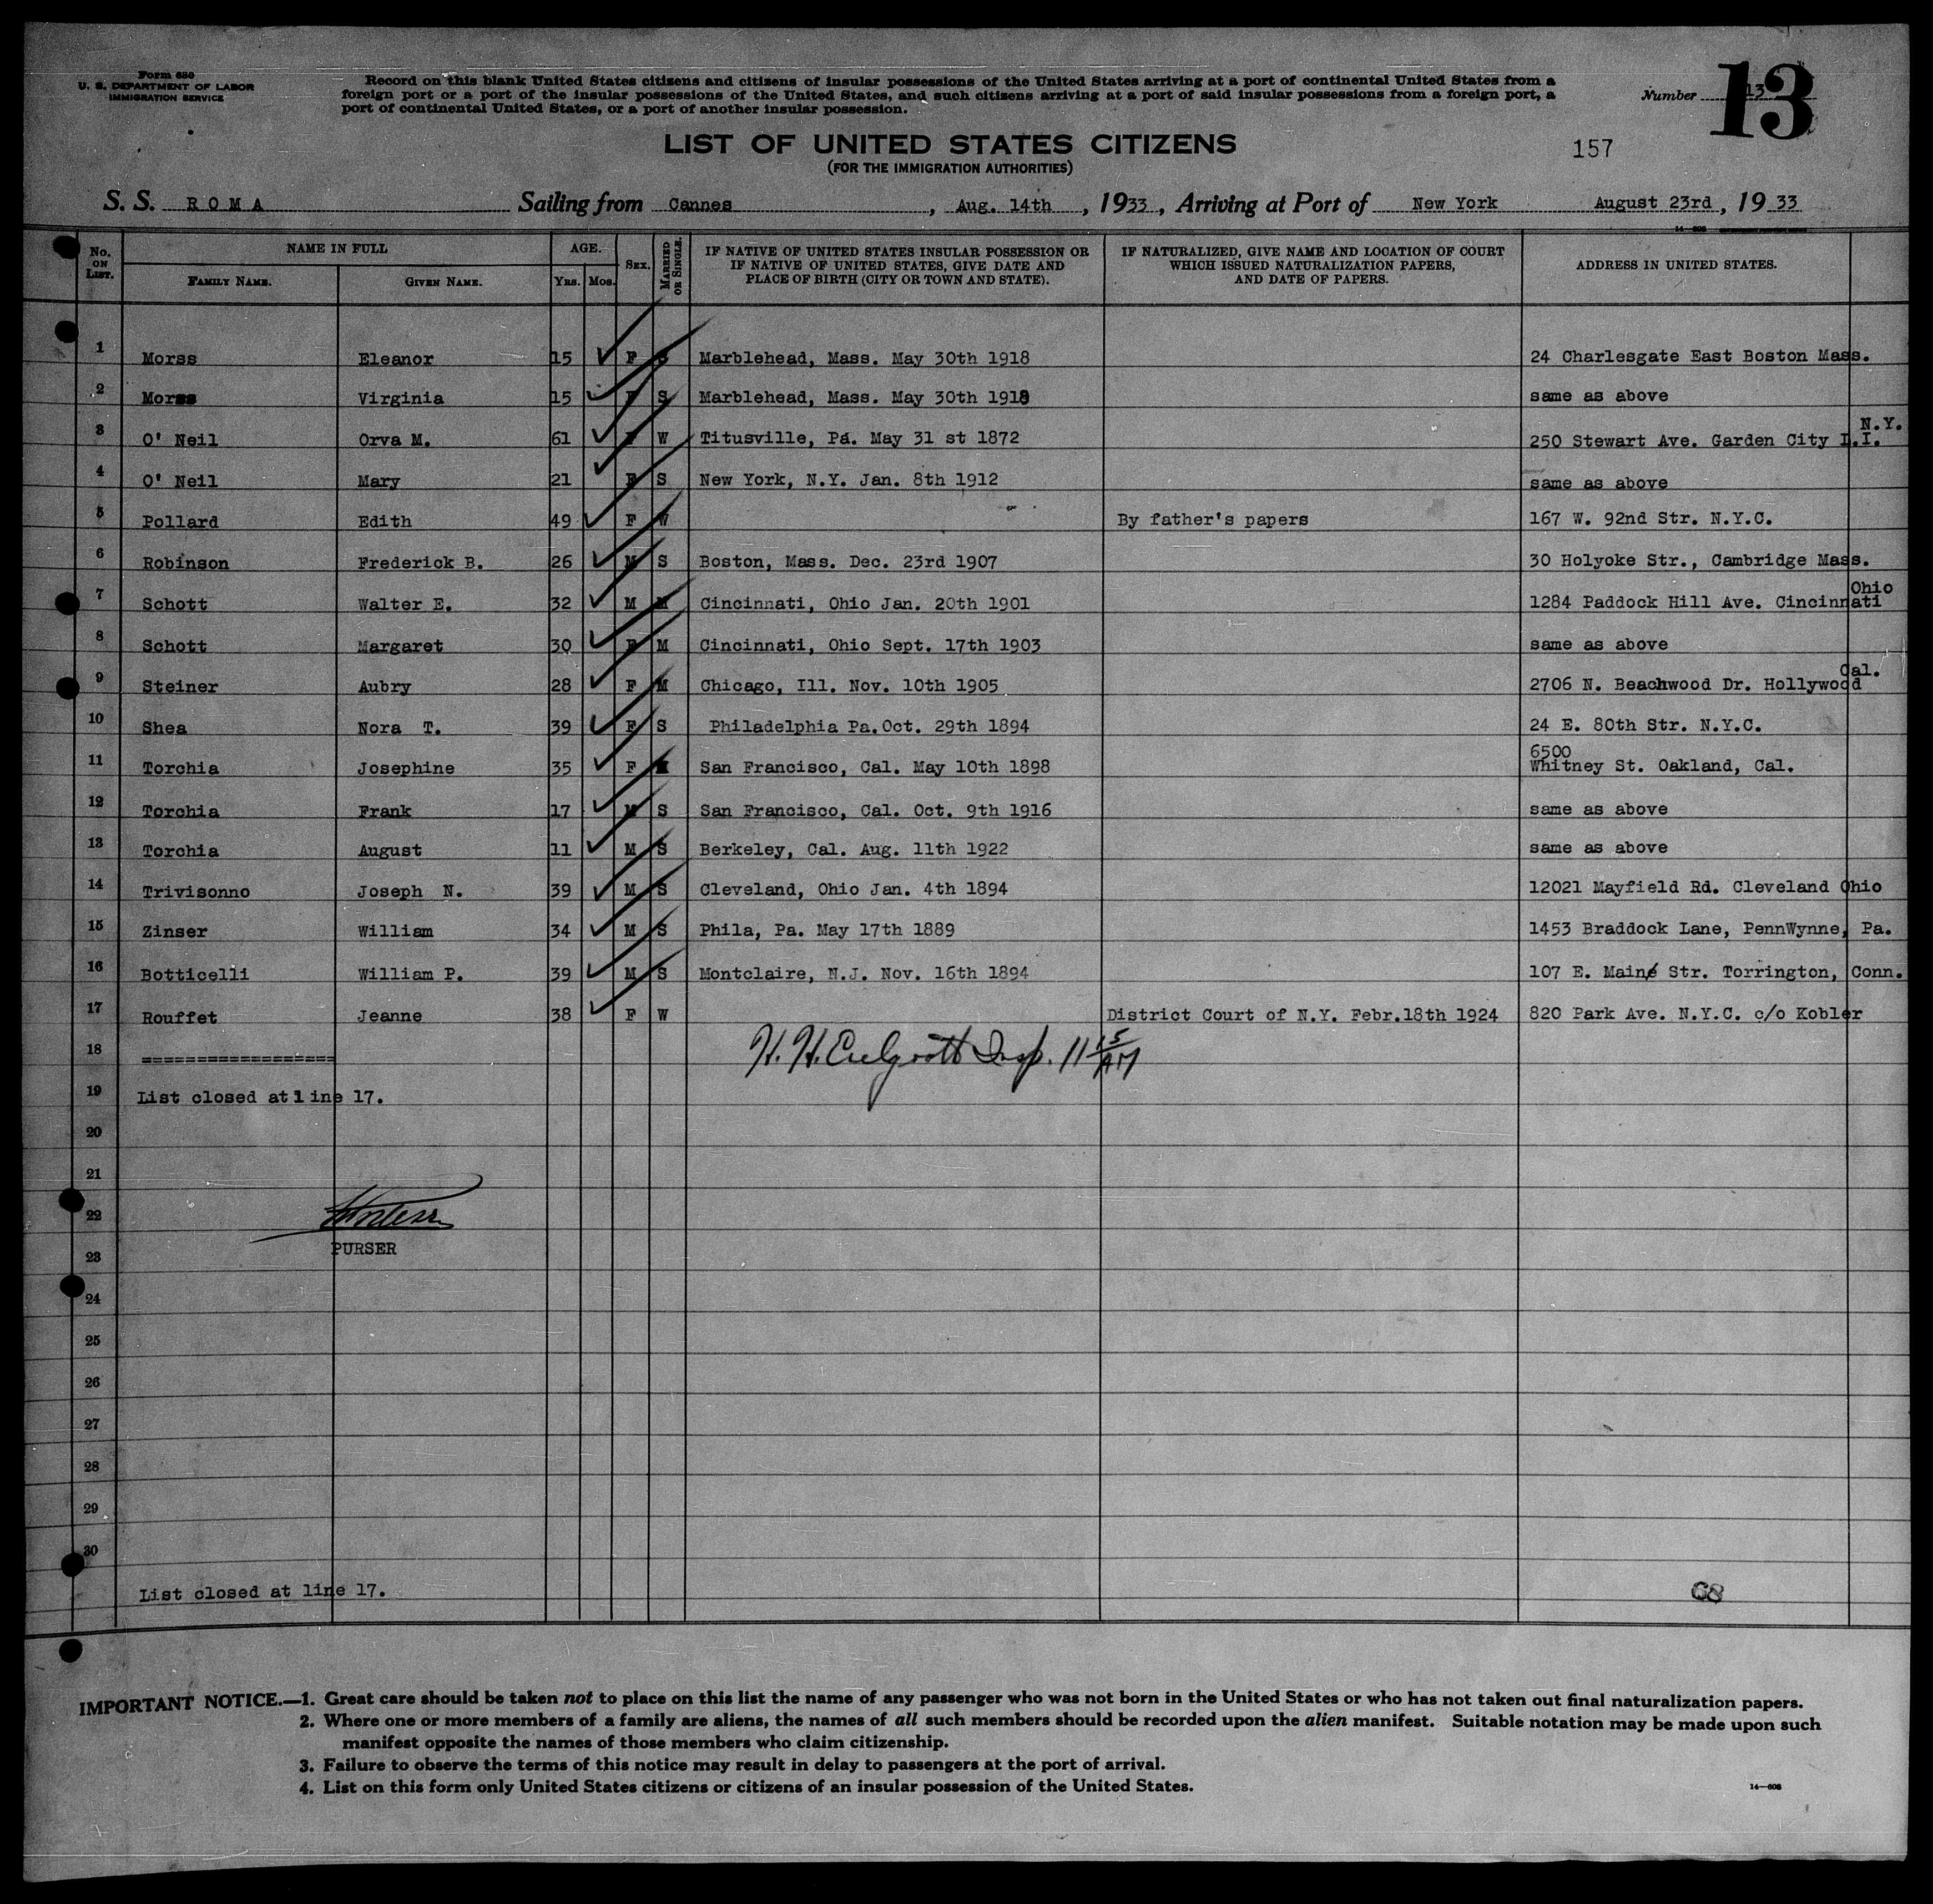 Form 630
U. S. DEPARTMENT OF LABOR
IMMIGRATION SERVICE
Record on this blank United States citizens and citizens of insular possessions of the United States arriving at a port of continental United States from a
foreign port or a port of the insular possessions of the United States, and such citizens arriving at a port of said insular possessions from a foreign port, a
port of continental United States, or a port of another insular possession.
Number 13
13
LIST OF UNITED STATES CITIZENS
(FOR THE IMMIGRATION AUTHORITIES)
157
S. S. ROMA Sailing from Cannes, Aug. 14th, 1933, Arriving at Port of New York August 23rd, 1933
No. ON LIST. NAME IN FULL FAMILY NAME. GIVEN NAME. AGE. YRS. MOS. SEX. MARRIED OR SINGLE. IF NATIVE OF UNITED STATES INSULAR POSSESSION OR IF NATIVE OF UNITED STATES, GIVE DATE AND PLACE OF BIRTH (CITY OR TOWN AND STATE). IF NATURALIZED, GIVE NAME AND LOCATION OF COURT WHICH ISSUED NATURALIZATION PAPERS, AND DATE OF PAPERS. ADDRESS IN UNITED STATES.
1 Morss Eleanor 15 F S Marblehead, Mass. May 30th 1918 24 Charlesgate East Boston Mass.
2 Morss Virginia 15 F S Marblehead, Mass. May 30th 1918 same as above
3 O' Neil Orva M. 61 F W Titusville, Pa. May 31 st 1872 250 Stewart Ave. Garden City L.I. N.Y.
4 O' Neil Mary 21 F S New York, N.Y. Jan. 8th 1912 same as above
5 Pollard Edith 49 F W By father's papers 167 W. 92nd Str. N.Y.C.
6 Robinson Frederick B. 26 M S Boston, Mass. Dec. 23rd 1907 30 Holyoke Str., Cambridge Mass.
7 Schott Walter E. 32 M M Cincinnati, Ohio Jan. 20th 1901 1284 Paddock Hill Ave. Cincinnati Ohio
8 Schott Margaret 30 F M Cincinnati, Ohio Sept. 17th 1903 same as above
9 Steiner Aubry 28 F M Chicago, Ill. Nov. 10th 1905 2706 N. Beachwood Dr. Hollywood Cal.
10 Shea Nora T. 39 F S Philadelphia Pa.Oct. 29th 1894 24 E. 80th Str. N.Y.C.
11 Torchia Josephine 35 F M San Francisco, Cal. May 10th 1898 6500 Whitney St. Oakland, Cal.
12 Torchia Frank 17 M S San Francisco, Cal. Oct. 9th 1916 same as above
13 Torchia August 11 M S Berkeley, Cal. Aug. 11th 1922 same as above
14 Trivisonno Joseph N. 39 M S Cleveland, Ohio Jan. 4th 1894 12021 Mayfield Rd. Cleveland Ohio
15 Zinser William 34 M S Phila, Pa. May 17th 1889 1453 Braddock Lane, PennWynne, Pa.
16 Botticelli William P. 39 M S Montclaire, N.J. Nov. 16th 1894 107 E. Main Str. Torrington, Conn.
17 Rouffet Jeanne 38 F W District Court of N.Y. Febr.18th 1924 820 Park Ave. N.Y.C. c/o Kobler
18 ================== H. H. Insp. 11 25 AM
19 List closed at line 17.
20
21
22
PURSER
23
24
25
26
27
28
29
30
List closed at line 17.
IMPORTANT NOTICE.—1. Great care should be taken not to place on this list the name of any passenger who was not born in the United States or who has not taken out final naturalization papers.
2. Where one or more members of a family are aliens, the names of all such members should be recorded upon the alien manifest. Suitable notation may be made upon such
manifest opposite the names of those members who claim citizenship.
3. Failure to observe the terms of this notice may result in delay to passengers at the port of arrival.
4. List on this form only United States citizens or citizens of an insular possession of the United States.
14—608